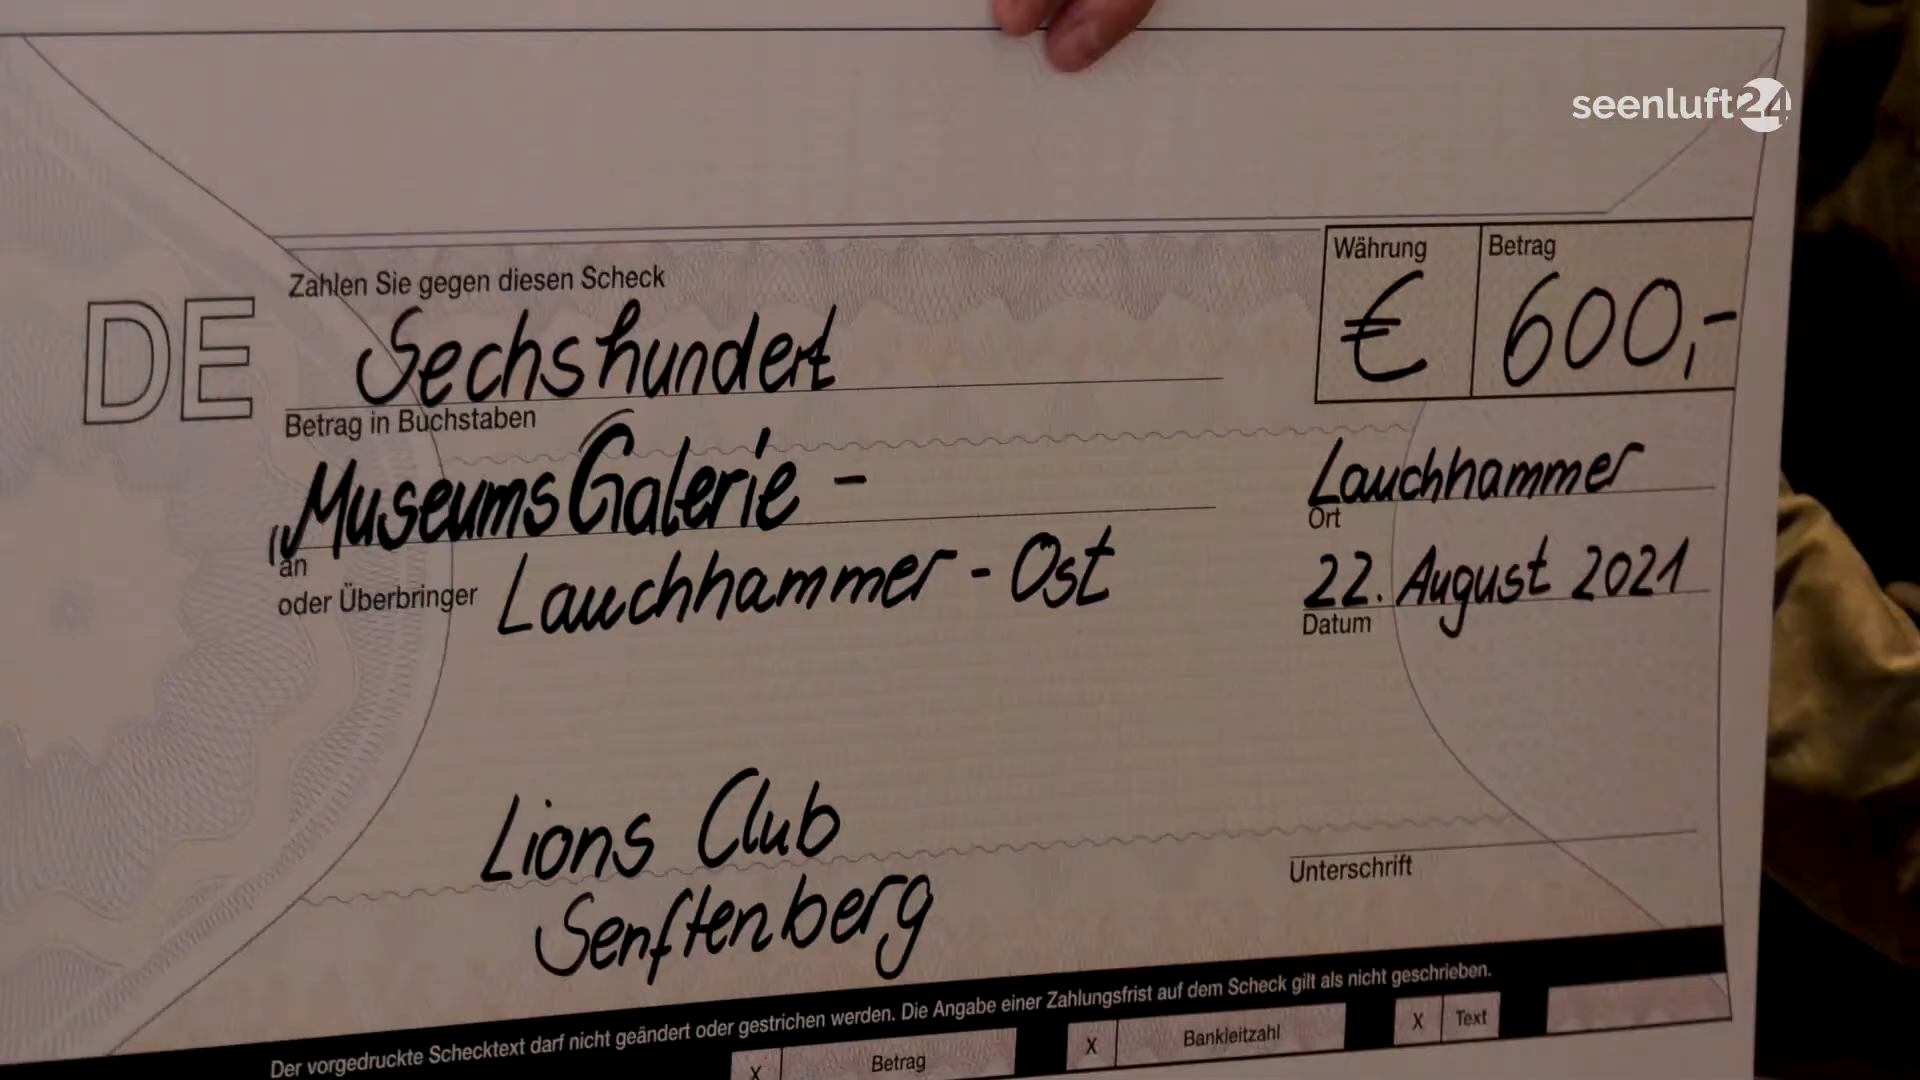 seenluft24
Währung
Betrag
Zahlen Sie gegen diesen Scheck
€
600,-
DE
Sechshundert
Betrag in Buchstaben
"MuseumsGalerie -
Lauchhammer
an
Ort
oder Überbringer
Lauchhammer - Ost
22. August 2021
Datum
Lions Club
Unterschrift
Senftenberg
Der vorgedruckte Schecktext darf nicht geändert oder gestrichen werden. Die Angabe einer Zahlungsfrist auf dem Scheck gilt als nicht geschrieben.
X Betrag X Bankleitzahl X Text